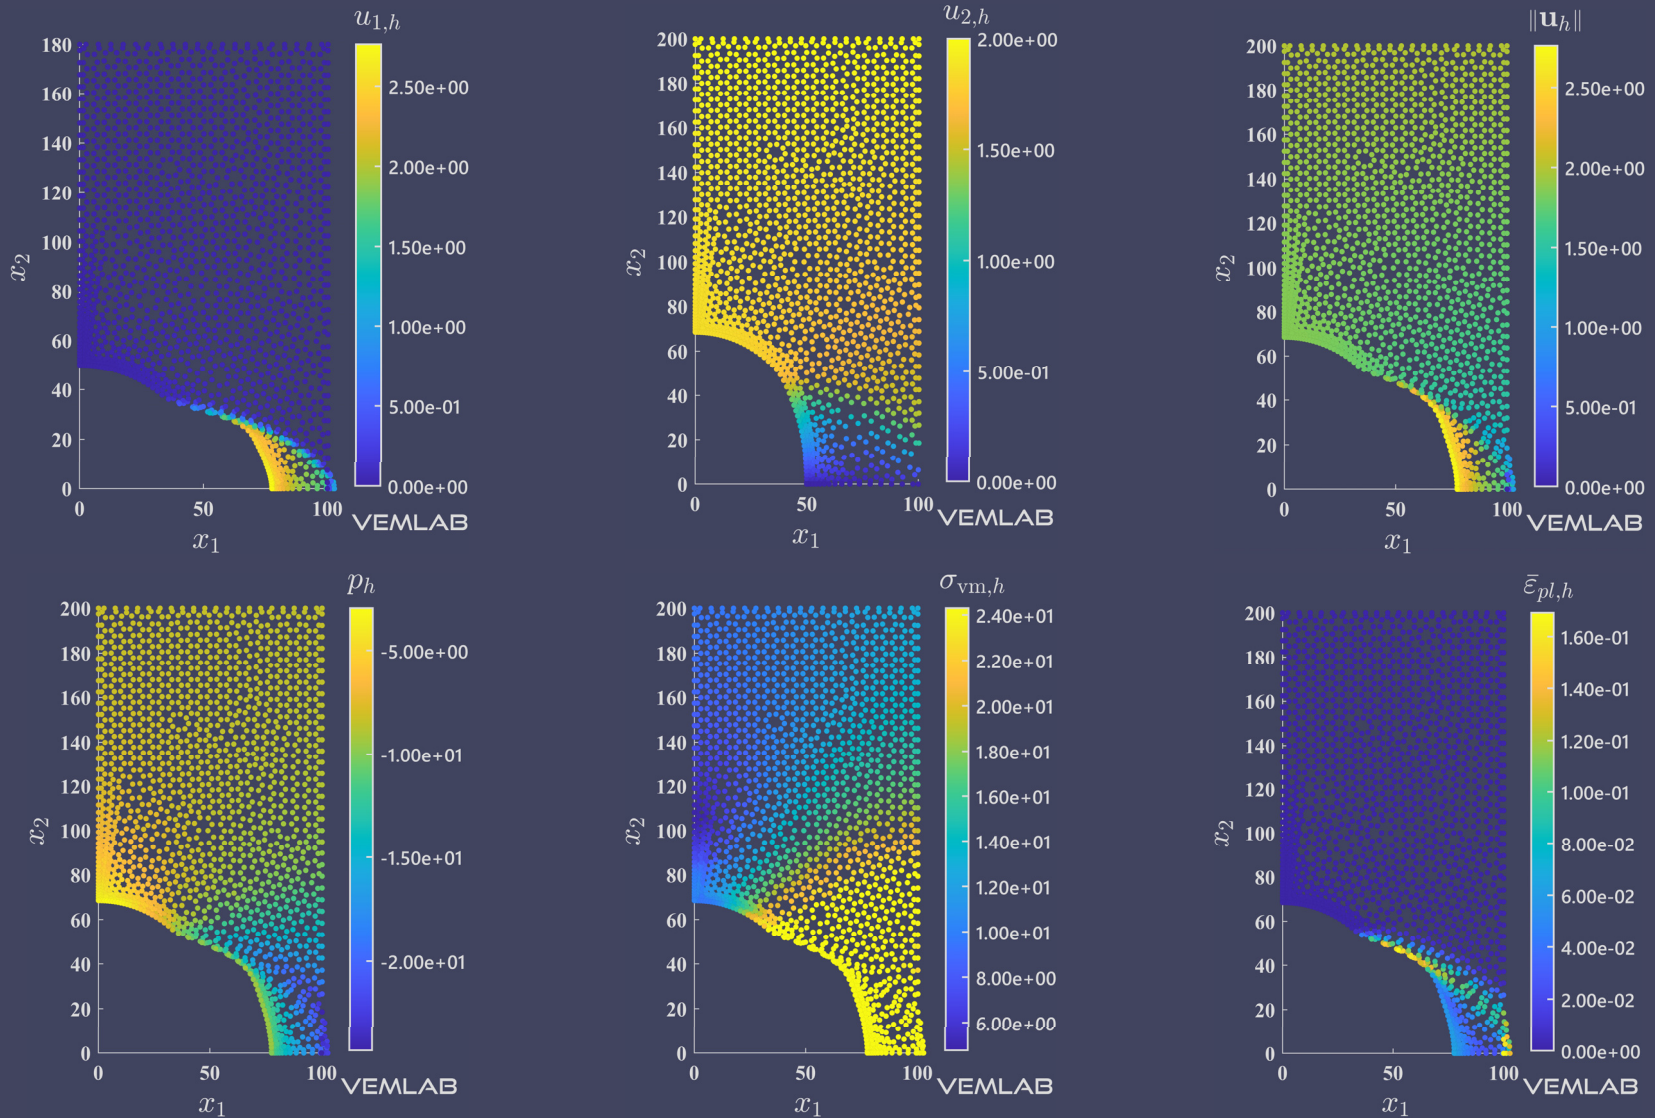 u1,h
180
160
140
120
100
80
60
40
20
0
x2
0
50
100
x1
2.50e+00
2.00e+00
1.50e+00
1.00e+00
5.00e-01
0.00e+00
VEMLAB
u2,h
200
180
160
140
120
100
80
60
40
20
0
x2
0
50
100
x1
2.00e+00
1.50e+00
1.00e+00
5.00e-01
0.00e+00
VEMLAB
‖uh‖
200
180
160
140
120
100
80
60
40
20
0
x2
0
50
100
x1
2.50e+00
2.00e+00
1.50e+00
1.00e+00
5.00e-01
0.00e+00
VEMLAB
ph
200
180
160
140
120
100
80
60
40
20
0
x2
0
50
100
x1
-5.00e+00
-1.00e+01
-1.50e+01
-2.00e+01
VEMLAB
σvm,h
200
180
160
140
120
100
80
60
40
20
0
x2
0
50
100
x1
2.40e+01
2.20e+01
2.00e+01
1.80e+01
1.60e+01
1.40e+01
1.20e+01
1.00e+01
8.00e+00
6.00e+00
VEMLAB
ε̄pl,h
200
180
160
140
120
100
80
60
40
20
0
x2
0
50
100
x1
1.60e-01
1.40e-01
1.20e-01
1.00e-01
8.00e-02
6.00e-02
4.00e-02
2.00e-02
0.00e+00
VEMLAB